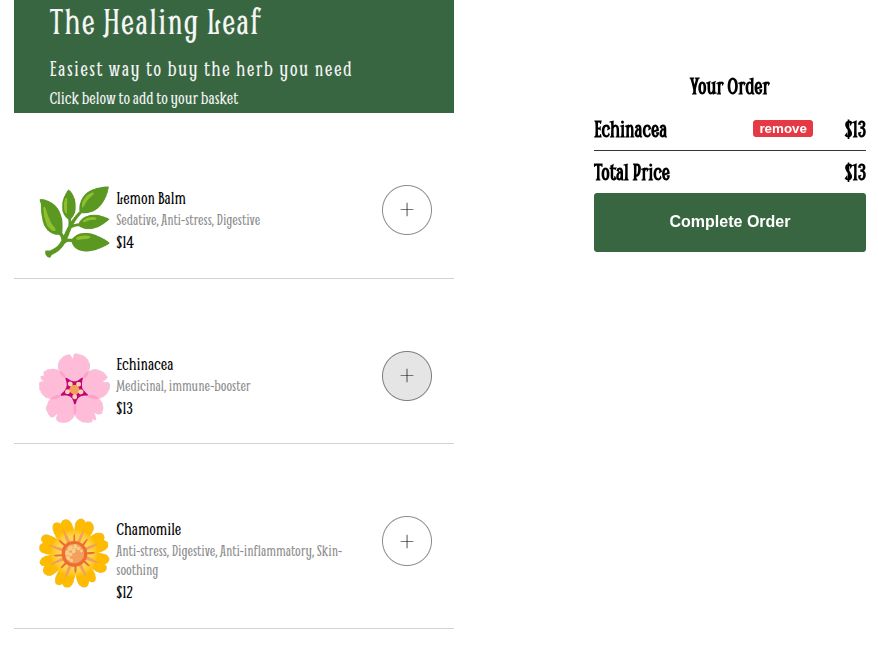 The Healing Leaf
Easiest way to buy the herb you need
Click below to add to your basket
Lemon Balm
Sedative, Anti-stress, Digestive
$14
+
Echinacea
Medicinal, immune-booster
$13
+
Chamomile
Anti-stress, Digestive, Anti-inflammatory, Skin-
soothing
$12
+
Your Order
Echinacea remove $13
Total Price $13
Complete Order